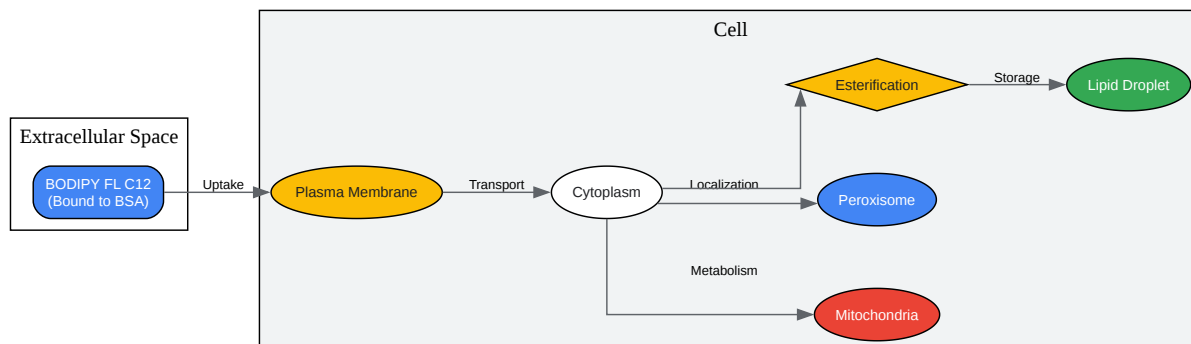 Cell
Extracellular Space
BODIPY FL C12
(Bound to BSA)
Uptake
Plasma Membrane
Transport
Cytoplasm
Localization
Esterification
Storage
Lipid Droplet
Peroxisome
Metabolism
Mitochondria